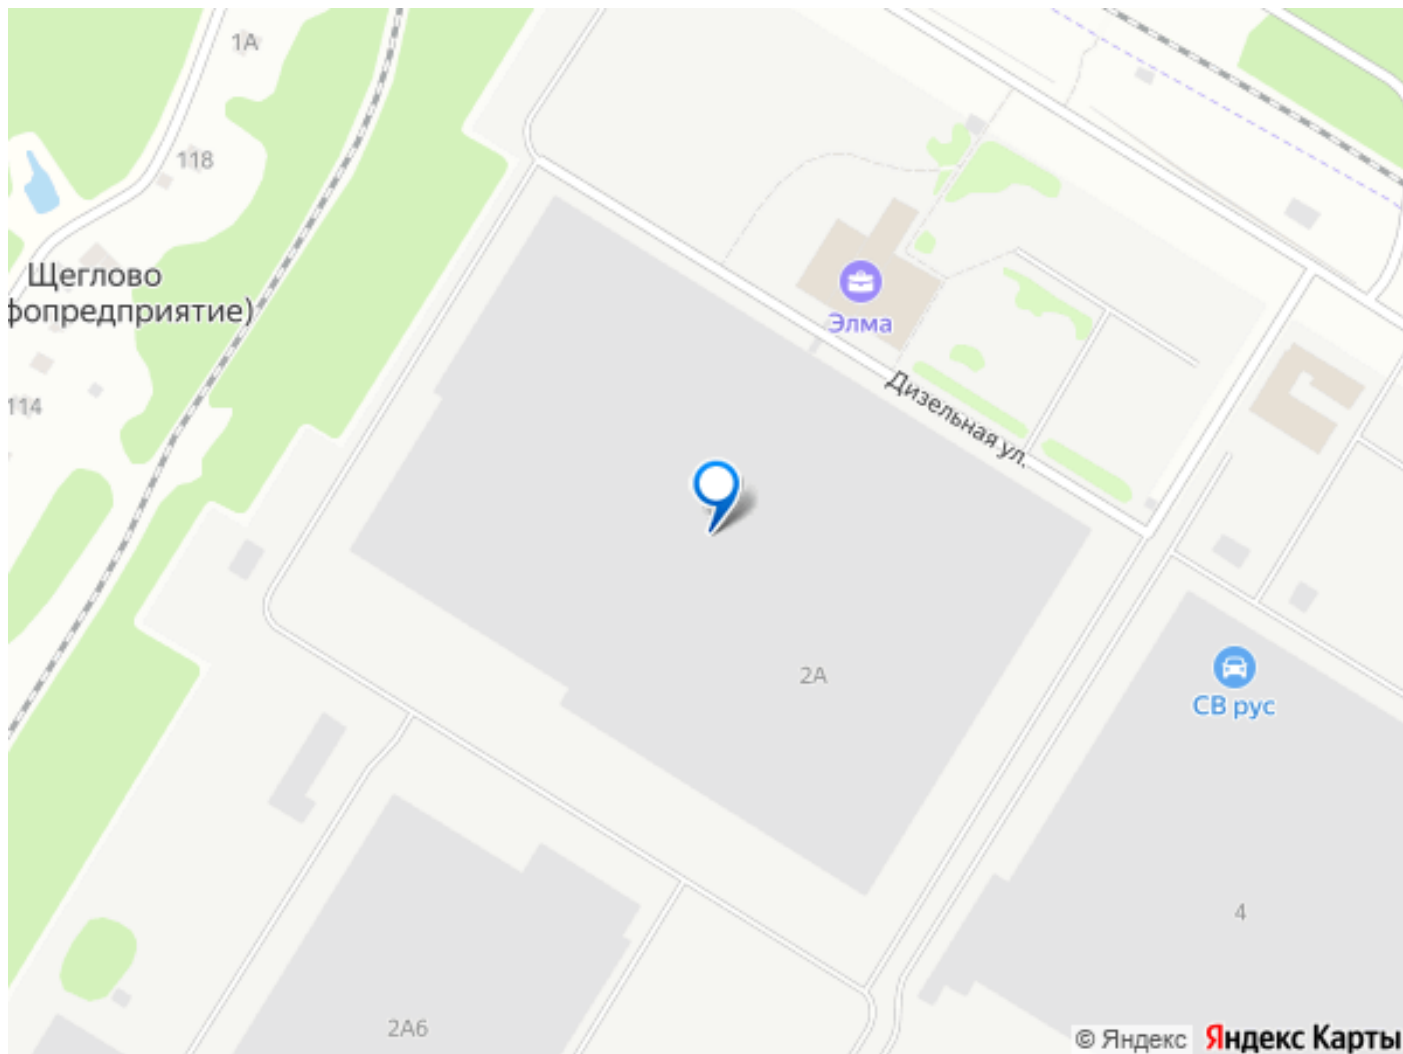 1А
118
Щеглово
фопредприятие)
114
Элма
Дизельная ул.
2А
СВ рус
4
2А6
© Яндекс Яндекс Карты